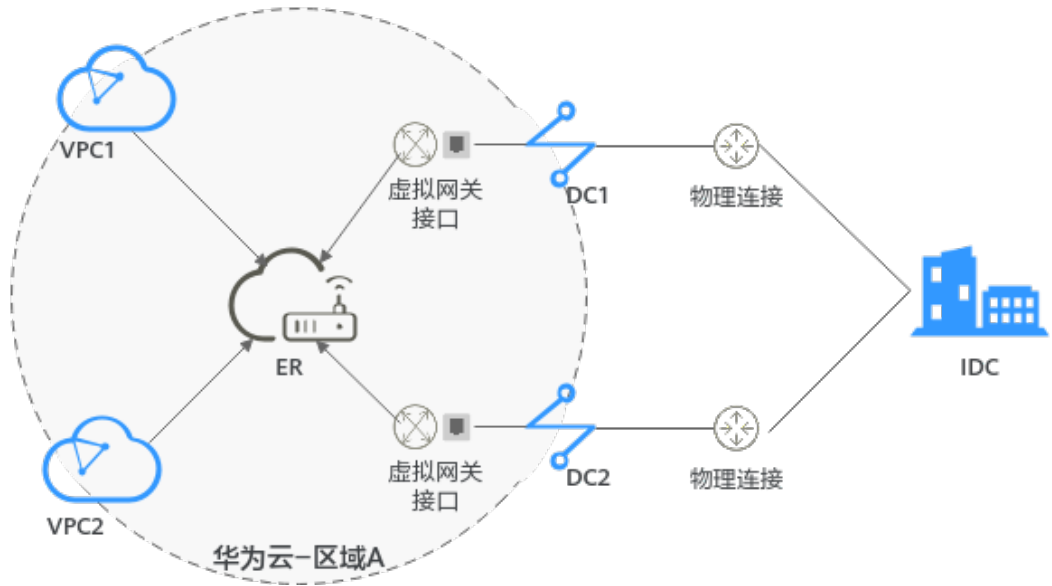 VPC1
虚拟网关
接口
DC1
物理连接
ER
IDC
虚拟网关
接口
DC2
物理连接
VPC2
华为云-区域A